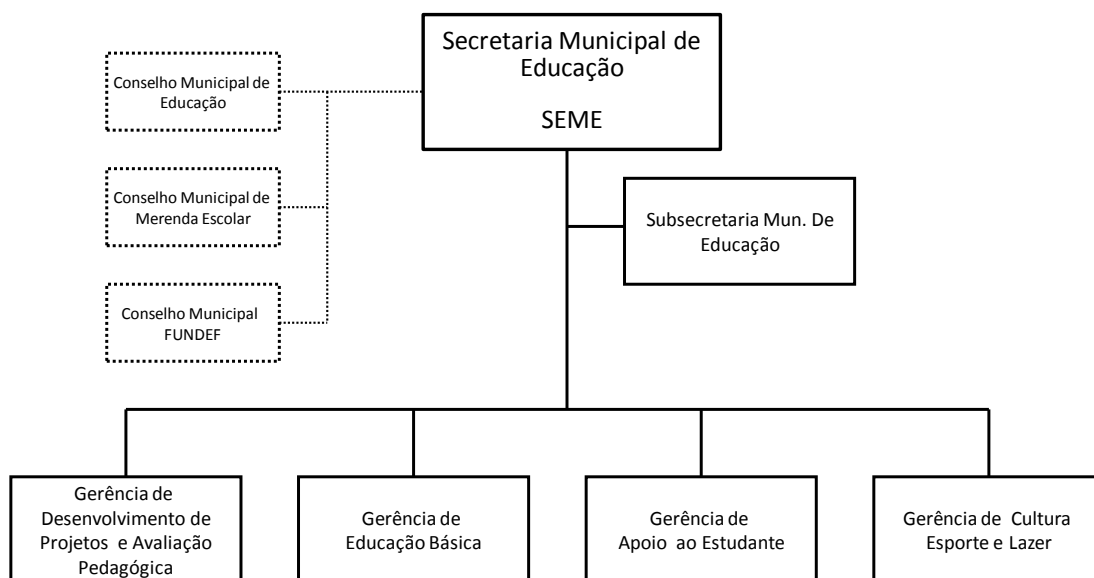 Secretaria Municipal de
Educação
SEME
Conselho Municipal de
Educação
Conselho Municipal de
Merenda Escolar
Conselho Municipal
FUNDEF
Subsecretaria Mun. De
Educação
Gerência de
Desenvolvimento de
Projetos e Avaliação
Pedagógica
Gerência de
Educação Básica
Gerência de
Apoio ao Estudante
Gerência de Cultura
Esporte e Lazer